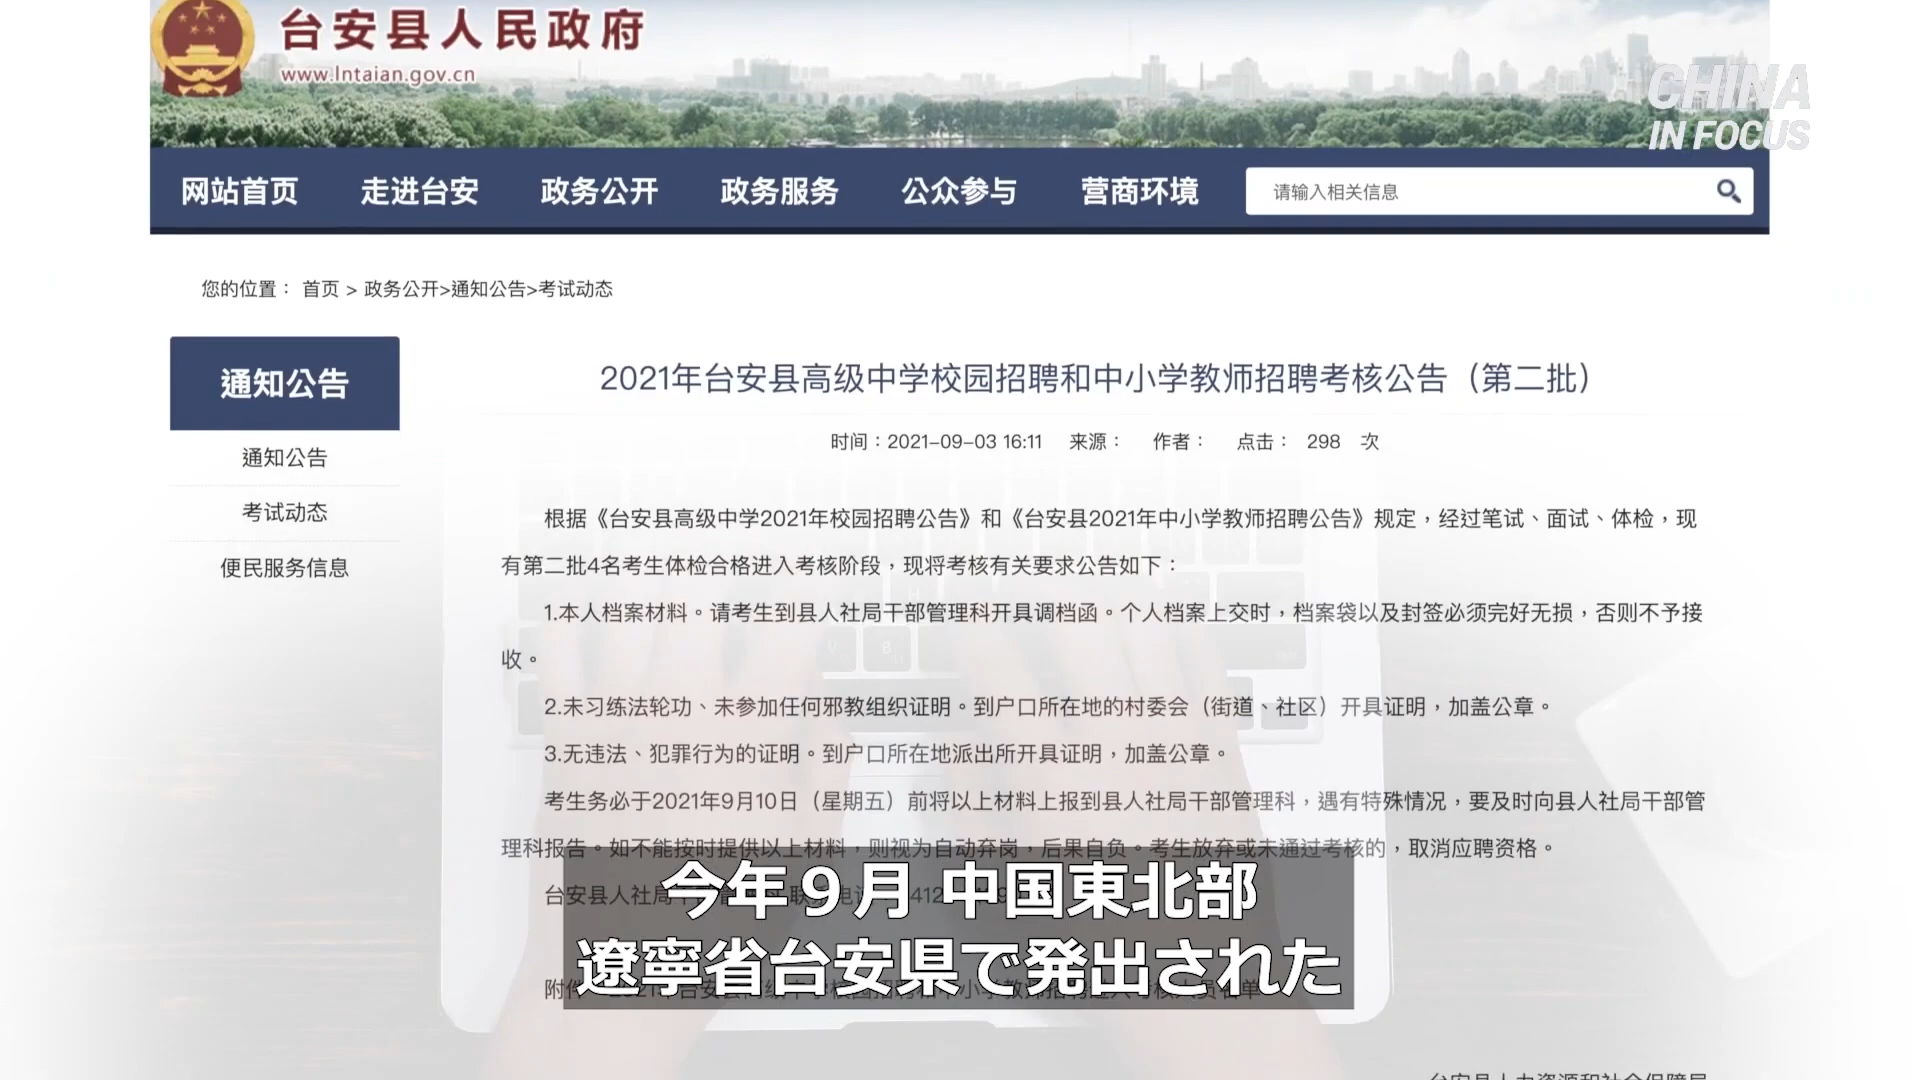 台安县人民政府
www.lntaian.gov.cn
CHINA
IN FOCUS
网站首页 走进台安 政务公开 政务服务 公众参与 营商环境 请输入相关信息
您的位置： 首页 > 政务公开>通知公告>考试动态
通知公告
通知公告
考试动态
便民服务信息
2021年台安县高级中学校园招聘和中小学教师招聘考核公告（第二批）
时间：2021-09-03 16:11 来源： 作者： 点击： 298 次
根据《台安县高级中学2021年校园招聘公告》和《台安县2021年中小学教师招聘公告》规定，经过笔试、面试、体检，现
有第二批4名考生体检合格进入考核阶段，现将考核有关要求公告如下：
1.本人档案材料。请考生到县人社局干部管理科开具调档函。个人档案上交时，档案袋以及封签必须完好无损，否则不予接
收。
2.未习练法轮功、未参加任何邪教组织证明。到户口所在地的村委会（街道、社区）开具证明，加盖公章。
3.无违法、犯罪行为的证明。到户口所在地派出所开具证明，加盖公章。
考生务必于2021年9月10日（星期五）前将以上材料上报到县人社局干部管理科，遇有特殊情况，要及时向县人社局干部管
理科报告。如不能按时提供以上材料，则视为自动弃岗，后果自负。考生放弃或未通过考核的，取消应聘资格。
台安县人社局
今年９月 中国東北部
遼寧省台安県で発出された
台安县人力资源和社会保障局